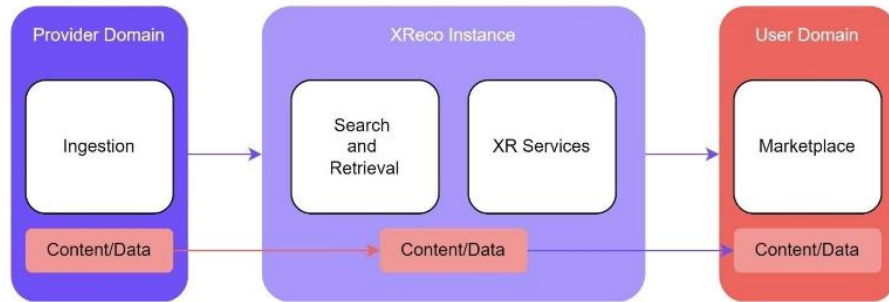 Provider Domain
XReco Instance
User Domain
Ingestion
Search
and
Retrieval
XR Services
Marketplace
Content/Data
Content/Data
Content/Data